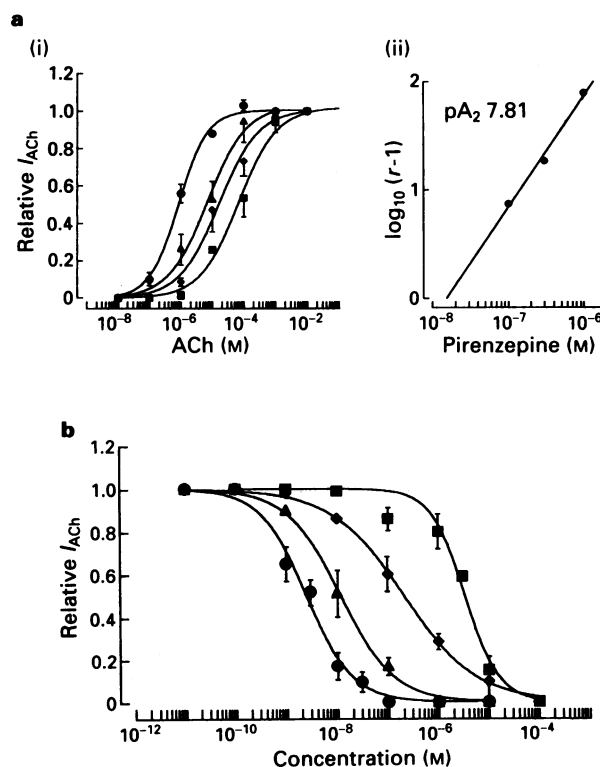 a
(i)
(ii)
1.2
1.0
0.8
0.6
0.4
0.2
0
Relative I_ACh
10⁻⁸ 10⁻⁶ 10⁻⁴ 10⁻²
ACh (M)
2
1
0
log₁₀ (r-1)
pA₂ 7.81
10⁻⁸ 10⁻⁷ 10⁻⁶
Pirenzepine (M)
b
1.2
1.0
0.8
0.6
0.4
0.2
0
Relative I_ACh
10⁻¹² 10⁻¹⁰ 10⁻⁸ 10⁻⁶ 10⁻⁴
Concentration (M)